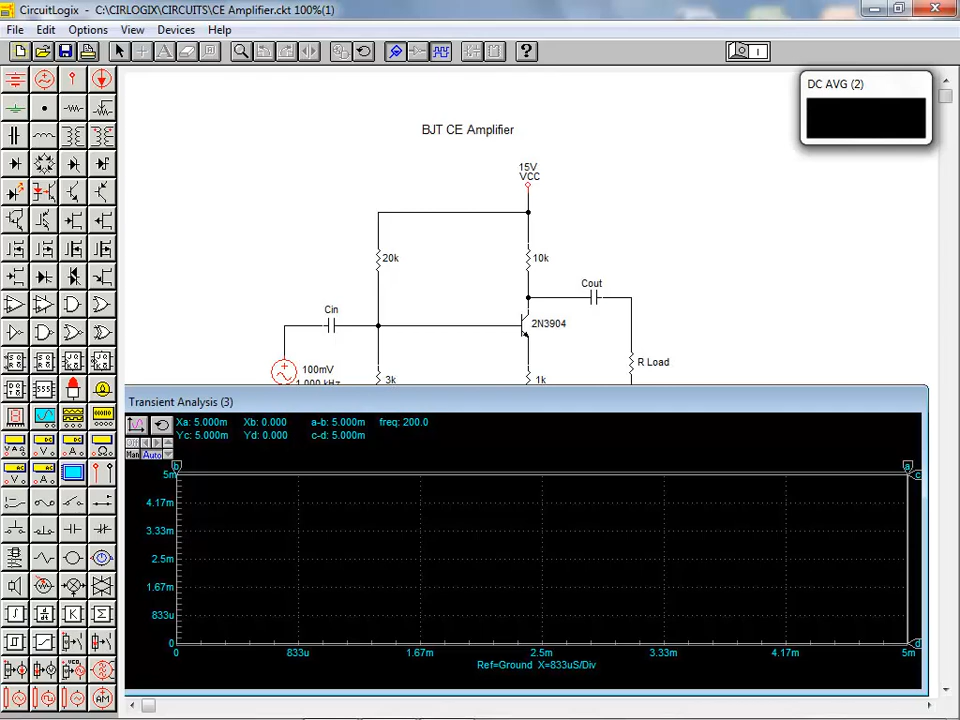 CircuitLogix - C:\CIRLOGIX\CIRCUITS\CE Amplifier.ckt 100%(1)
File Edit Options View Devices Help
DC AVG (2)
BJT CE Amplifier
15V
VCC
20k
10k
Cout
Cin
2N3904
R Load
100mV
1.000 kHz
3k
1k
Transient Analysis (3)
Xa: 5.000m Xb: 0.000 a-b: 5.000m freq: 200.0
Yc: 5.000m Yd: 0.000 c-d: 5.000m
Off
Man Auto
b
a
5m
c
4.17m
3.33m
2.5m
1.67m
833u
0
d
0 833u 1.67m 2.5m 3.33m 4.17m 5m
Ref=Ground X=833uS/Div